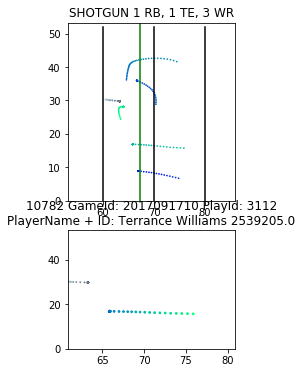 SHOTGUN 1 RB, 1 TE, 3 WR
50
40
30
20
10
0
60 70 80
10782 GameId: 2017091710 PlayId: 3112
PlayerName + ID: Terrance Williams 2539205.0
40
20
0
65 70 75 80